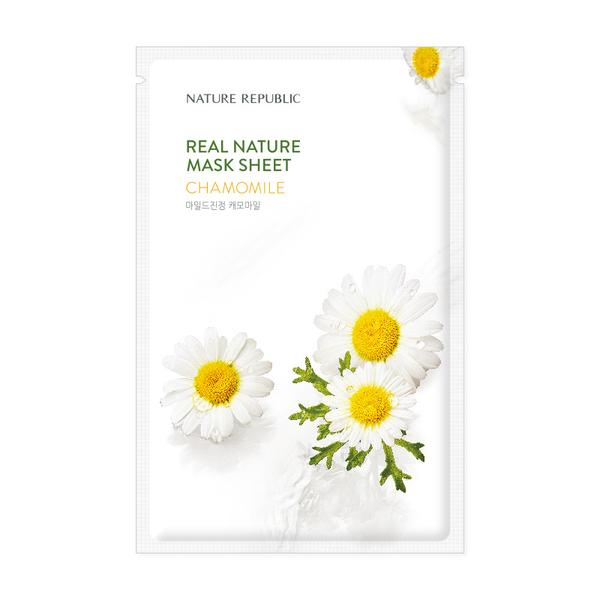 NATURE REPUBLIC
REAL NATURE
MASK SHEET
CHAMOMILE
마일드진정 캐모마일